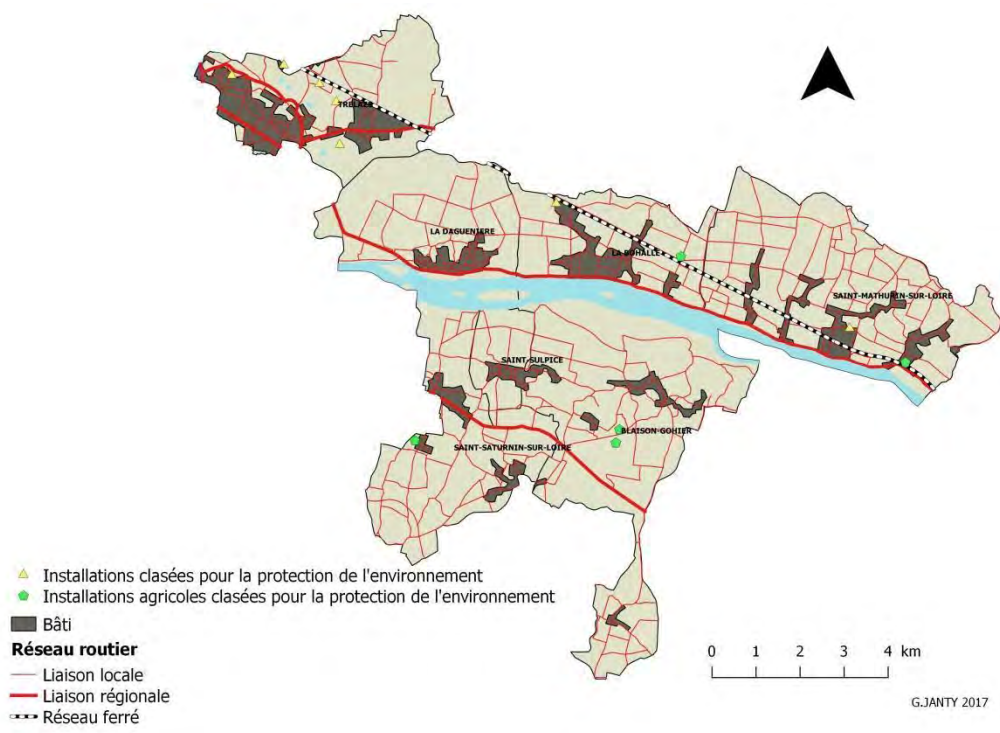 TRELAZE
LA DAGUENIERE
LA BOHALLE
SAINT-MATHURIN-SUR-LOIRE
SAINT-SULPICE
BLAISON-GOHIER
SAINT-SATURNIN-SUR-LOIRE
Installations clasées pour la protection de l'environnement
Installations agricoles clasées pour la protection de l'environnement
Bâti
Réseau routier
Liaison locale
Liaison régionale
Réseau ferré
0 1 2 3 4 km
G.JANTY 2017